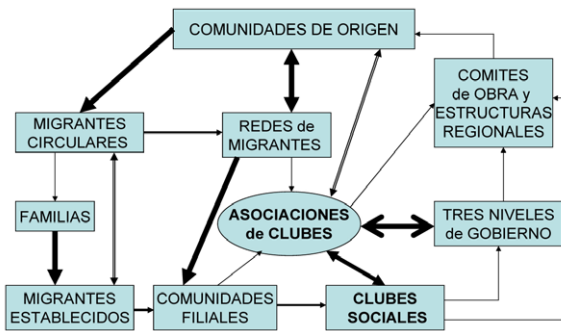 COMUNIDADES DE ORIGEN
COMITES
de OBRA y
ESTRUCTURAS
REGIONALES
MIGRANTES
CIRCULARES
REDES de
MIGRANTES
FAMILIAS
ASOCIACIONES
de CLUBES
TRES NIVELES
de GOBIERNO
MIGRANTES
ESTABLECIDOS
COMUNIDADES
FILIALES
CLUBES
SOCIALES